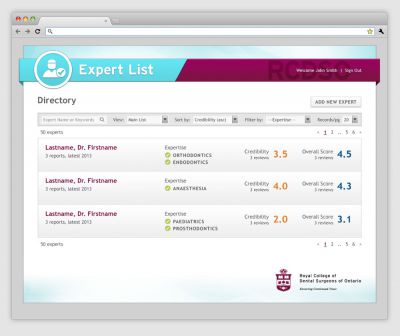 RCDSO
Expert List
Welcome John Smith | Sign Out
Directory
ADD NEW EXPERT
Expert Name or Keywords
View: Main List
Sort by: Credibility (asc)
Filter by: --Expertise--
Records/pg 20
50 experts
< 1 2 .. 5 6 >
Lastname, Dr. Firstname
3 reports, latest 2013
Expertise
ORTHODONTICS
ENDODONTICS
Credibility
3 reviews
3.5
Overall Score
3 reviews
4.5
Lastname, Dr. Firstname
3 reports, latest 2013
Expertise
ANAESTHESIA
Credibility
3 reviews
4.0
Overall Score
3 reviews
4.3
Lastname, Dr. Firstname
3 reports, latest 2013
Expertise
PAEDIATRICS
PROSTHODONTICS
Credibility
3 reviews
2.0
Overall Score
3 reviews
3.1
50 experts
< 1 2 .. 5 6 >
Royal College of
Dental Surgeons of Ontario
Ensuring Continued Trust